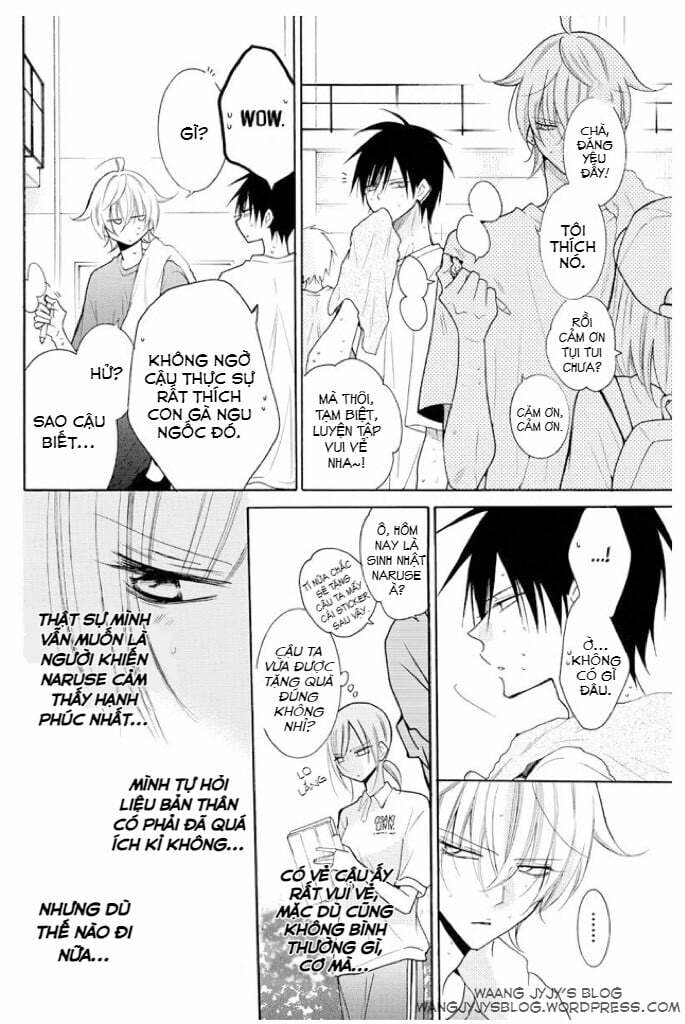 CHÀ,
ĐÁNG
YÊU
ĐẤY!
TÔI
THÍCH
NÓ.
RỒI
CẢM ƠN
TỤI TUI
CHƯA?
CẢM ƠN,
CẢM ƠN.
MÀ THÔI,
TẠM BIỆT,
LUYỆN TẬP
VUI VẺ
NHA~!
WOW.
GÌ?
KHÔNG NGỜ
CẬU THỰC SỰ
RẤT THÍCH
CON GÀ NGU
NGỐC ĐÓ.
HỬ?
SAO CẬU
BIẾT...
...!
Ờ...
KHÔNG
CÓ GÌ
ĐÂU.
......
Ô, HÔM
NAY LÀ
SINH NHẬT
NARUSE
À?
TÍ NỮA CHẮC
SẼ TẶNG
CẬU TA MẤY
CÁI STICKER
SAU VẬY.
CẬU TA
VỪA ĐƯỢC
TẶNG QUÀ
ĐÚNG
KHÔNG
NHỈ?
LO
LẮNG
CÓ VẺ CẬU ẤY
RẤT VUI VẺ,
MẶC DÙ CŨNG
KHÔNG BÌNH
THƯỜNG GÌ,
CƠ MÀ...
THẬT SỰ MÌNH
VẪN MUỐN LÀ
NGƯỜI KHIẾN
NARUSE CẢM
THẤY HẠNH
PHÚC NHẤT...
MÌNH TỰ HỎI
LIỆU BẢN THÂN
CÓ PHẢI ĐÃ QUÁ
ÍCH KỈ KHÔNG...
NHƯNG DÙ
THẾ NÀO ĐI
NỮA...
WAANG JYJY'S BLOG
WANGJYJYSBLOG.WORDPRESS.COM